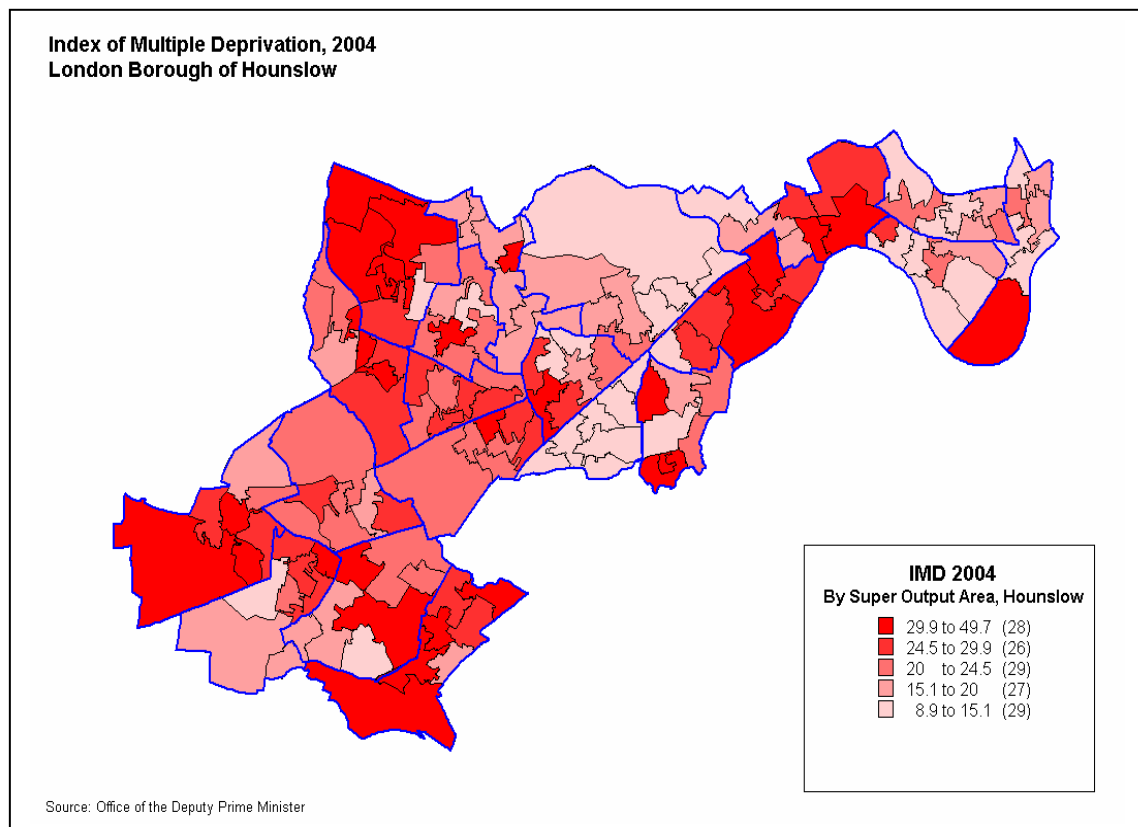 Index of Multiple Deprivation, 2004
London Borough of Hounslow
IMD 2004
By Super Output Area, Hounslow
29.9 to 49.7 (28)
24.5 to 29.9 (26)
20 to 24.5 (29)
15.1 to 20 (27)
8.9 to 15.1 (29)
Source: Office of the Deputy Prime Minister